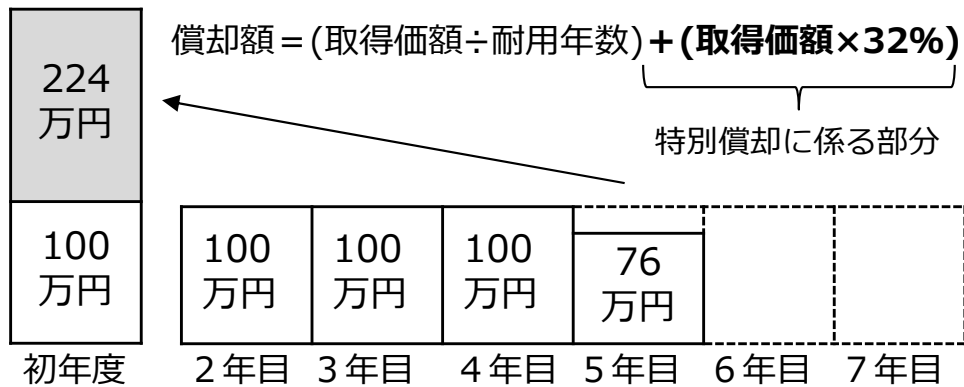 償却額＝(取得価額÷耐用年数)＋(取得価額×32%)
特別償却に係る部分
224
万円
100
万円
100
万円
100
万円
100
万円
76
万円
初年度
２年目
３年目
４年目
５年目
６年目
７年目